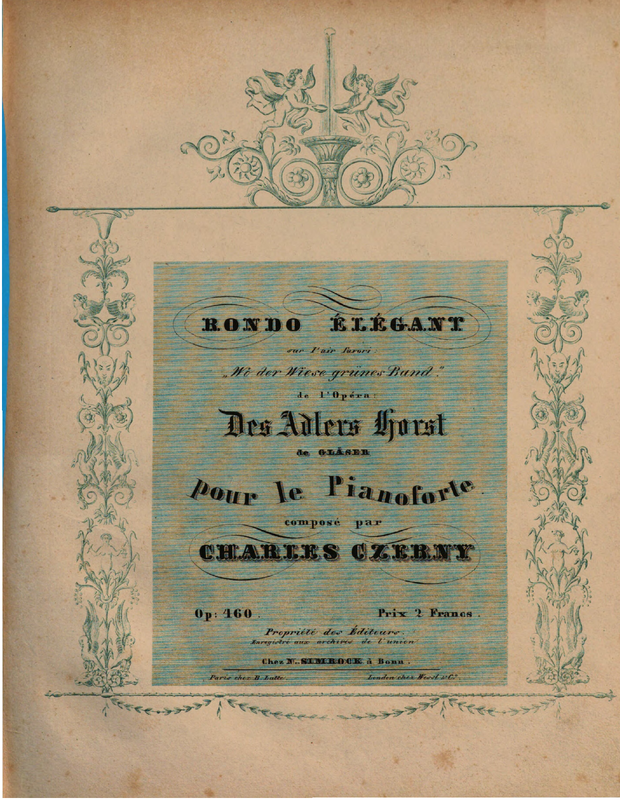 RONDO ÉLÉGANT
sur l'air favori
„Wo der Wiese grünes Band."
de l'Opéra:
Des Adlers Horst
de GLÄSER
pour le Pianoforte
composé par
CHARLES CZERNY
Op: 460. Prix 2 Francs.
Propriété des Éditeurs.
Enregistré aux archives de l'union.
Chez N. SIMROCK à Bonn.
Paris chez London chez Wessel & Cº.